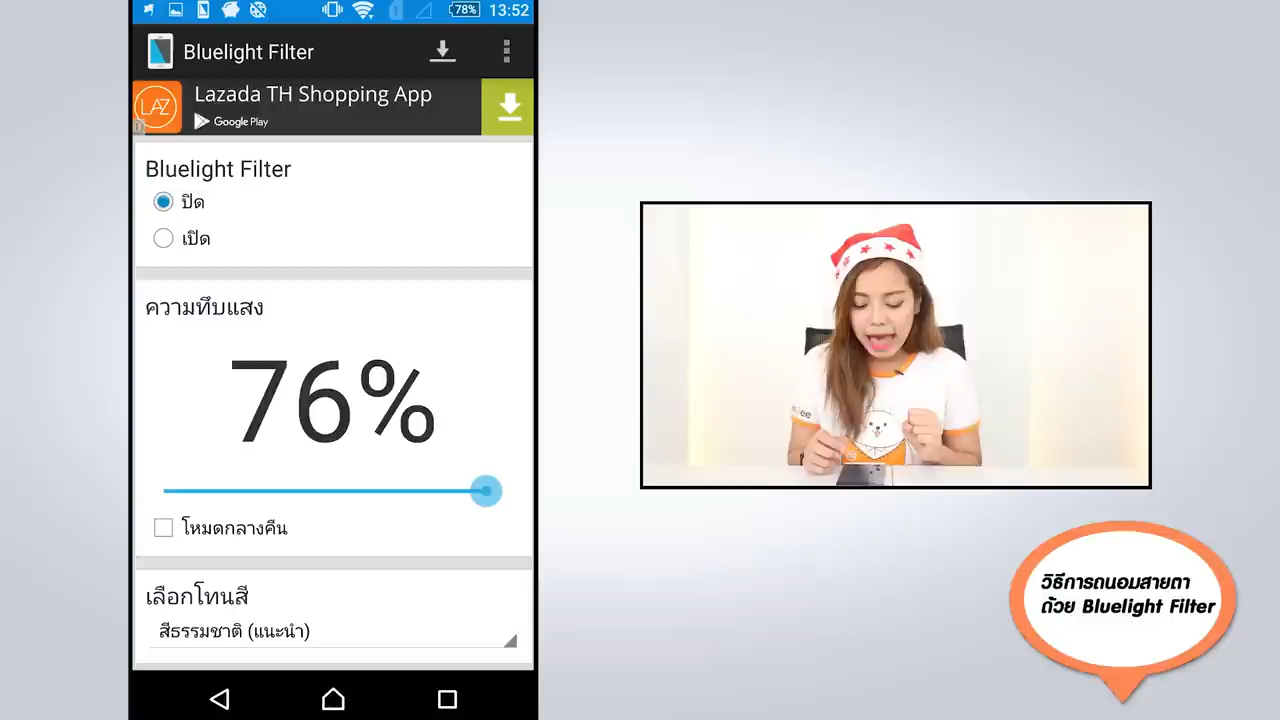 78% 13:52
Bluelight Filter
LAZ
Lazada TH Shopping App
Google Play
Bluelight Filter
ปิด
เปิด
ความทึบแสง
76%
โหมดกลางคืน
เลือกโทนสี
สีธรรมชาติ (แนะนำ)
ee
วิธีการถนอมสายตา
ด้วย Bluelight Filter